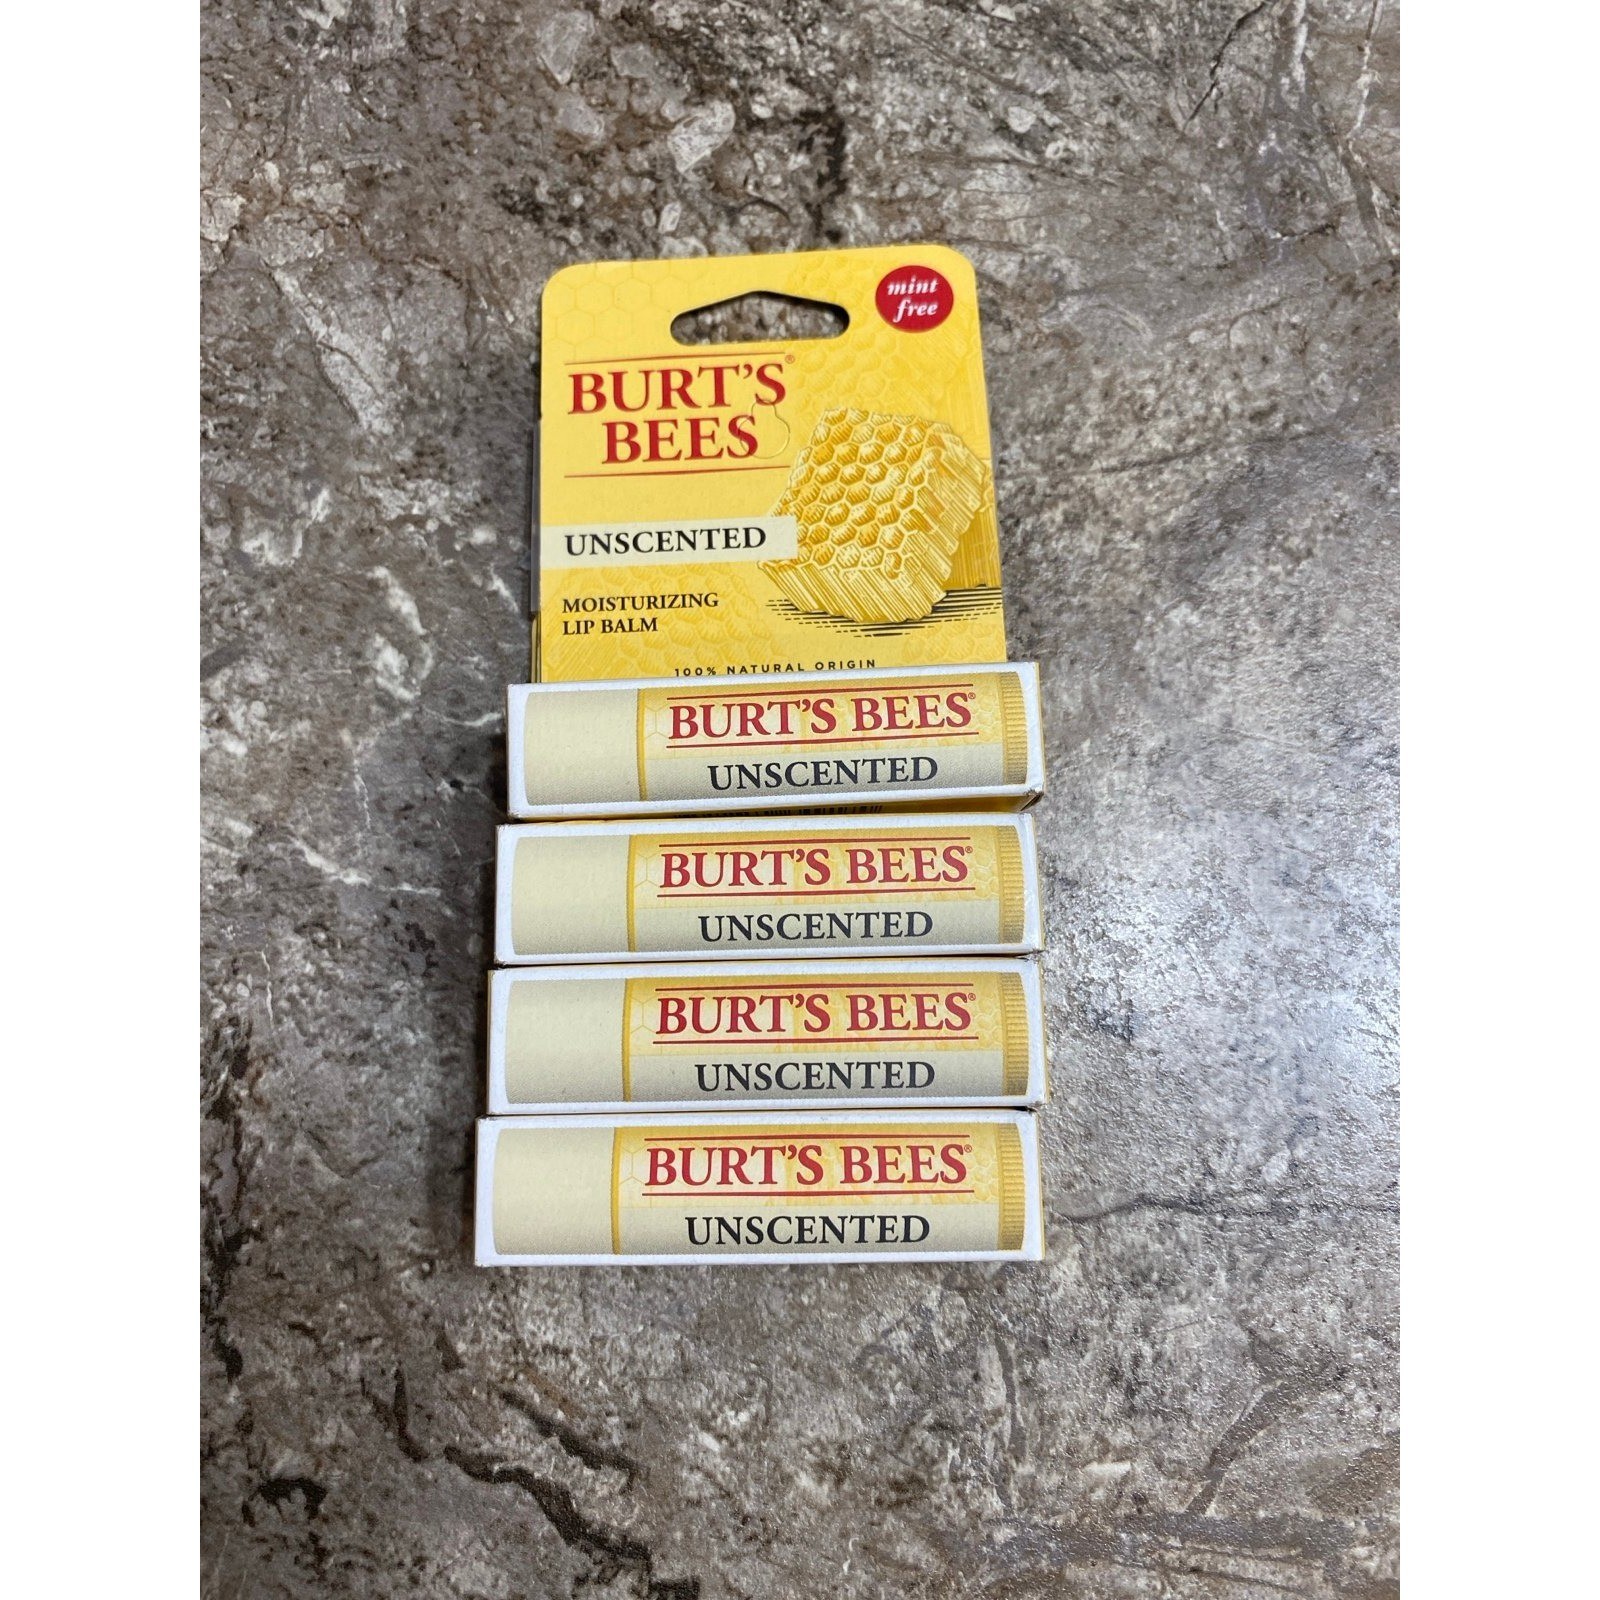 mint
free
BURT'S®
BEES
UNSCENTED
MOISTURIZING
LIP BALM
100% NATURAL ORIGIN
BURT'S BEES®
UNSCENTED
BURT'S BEES®
UNSCENTED
BURT'S BEES®
UNSCENTED
BURT'S BEES®
UNSCENTED